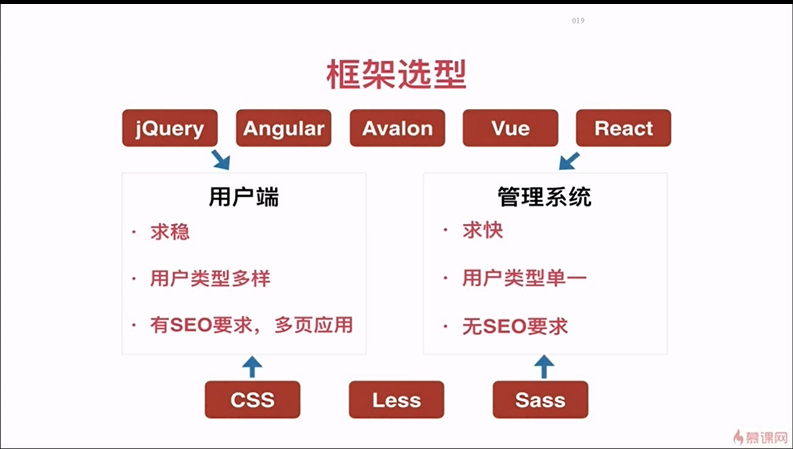 019
框架选型
jQuery Angular Avalon Vue React
用户端
· 求稳
· 用户类型多样
· 有SEO要求，多页应用
管理系统
· 求快
· 用户类型单一
· 无SEO要求
CSS Less Sass
慕课网